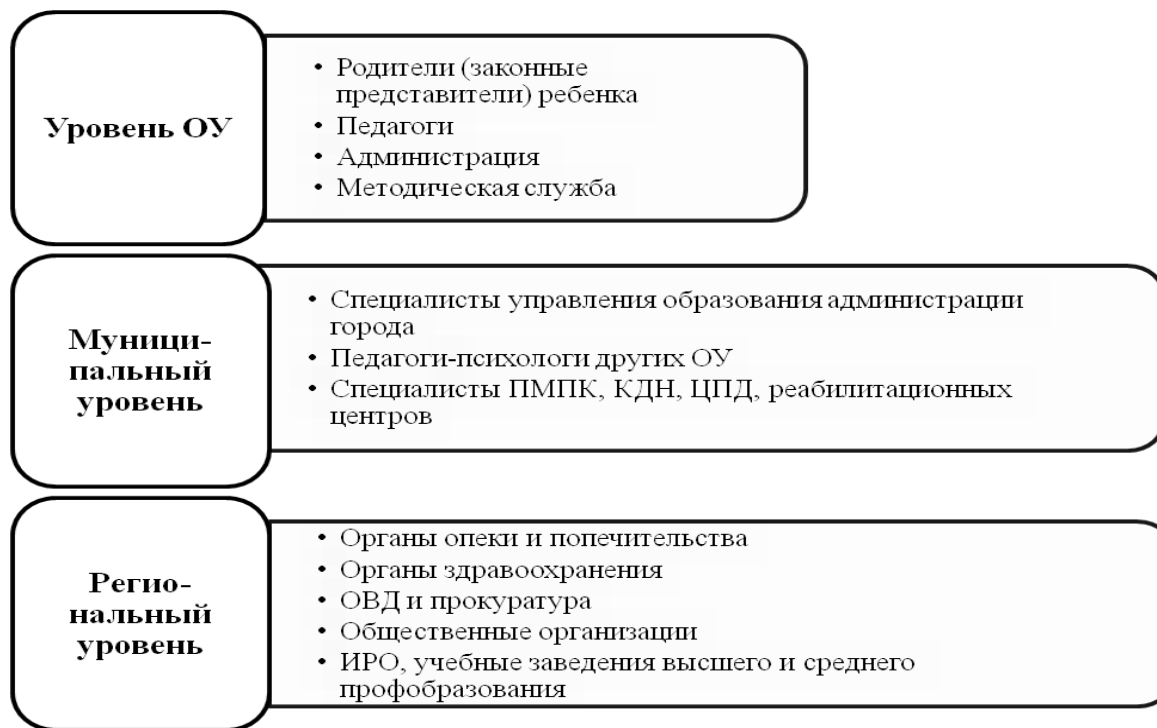 Уровень ОУ
• Родители (законные
представители) ребенка
• Педагоги
• Администрация
• Методическая служба
Муници-
пальный
уровень
• Специалисты управления образования администрации
города
• Педагоги-психологи других ОУ
• Специалисты ПМПК, КДН, ЦПД, реабилитационных
центров
Регио-
нальный
уровень
• Органы опеки и попечительства
• Органы здравоохранения
• ОВД и прокуратура
• Общественные организации
• ИРО, учебные заведения высшего и среднего
профобразования